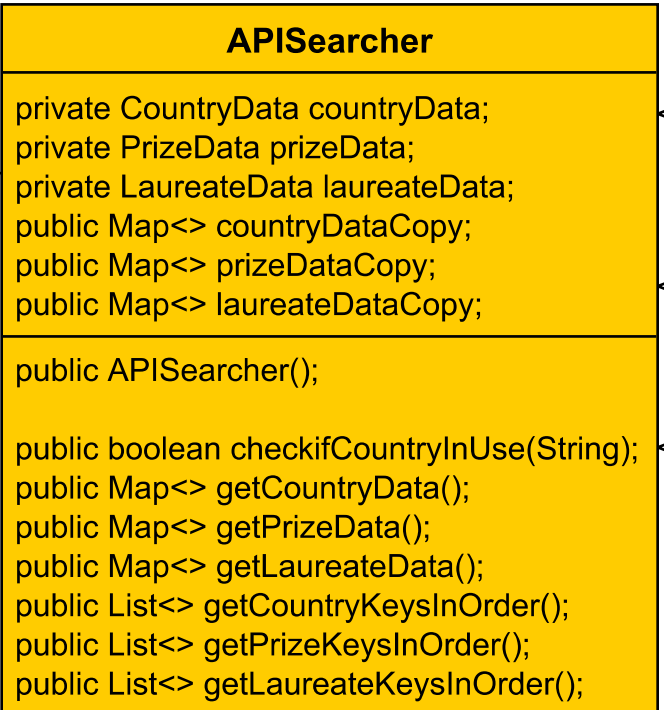 APISearcher
private CountryData countryData;
private PrizeData prizeData;
private LaureateData laureateData;
public Map<> countryDataCopy;
public Map<> prizeDataCopy;
public Map<> laureateDataCopy;
public APISearcher();
public boolean checkifCountryInUse(String);
public Map<> getCountryData();
public Map<> getPrizeData();
public Map<> getLaureateData();
public List<> getCountryKeysInOrder();
public List<> getPrizeKeysInOrder();
public List<> getLaureateKeysInOrder();